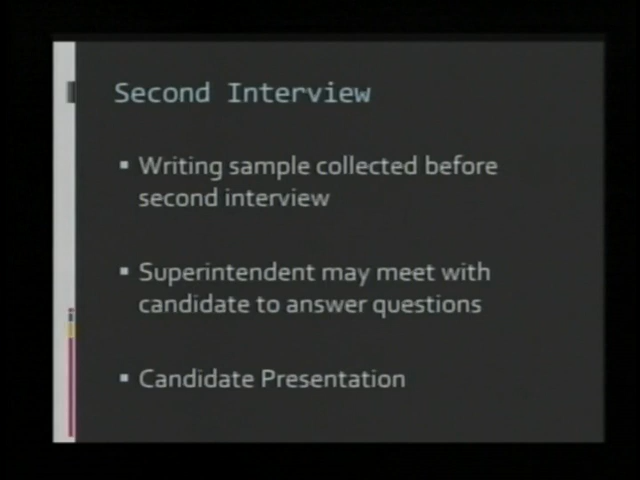 Second Interview
▪ Writing sample collected before
second interview
▪ Superintendent may meet with
candidate to answer questions
▪ Candidate Presentation